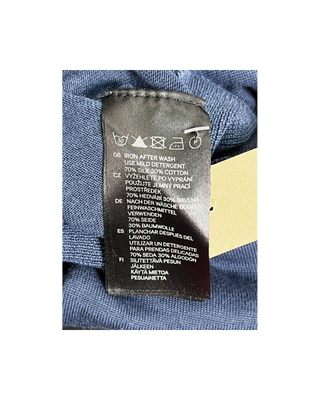 GB IRON AFTER WASH
USE MILD DETERGENT
70% SILK 30% COTTON
CZ VYŽEHLETE PO VYPRÁNÍ
POUŽIJTE JEMNÝ PRACÍ
PROSTŘEDEK
70% HEDVÁBÍ 30% BAVLNA
DE NACH DER WÄSCHE BÜGELN
FEINWASCHMITTEL
VERWENDEN
70% SEIDE
30% BAUMWOLLE
ES PLANCHAR DESPUÉS DEL
LAVADO
UTILIZAR UN DETERGENTE
PARA PRENDAS DELICADAS
70% SEDA 30% ALGODÓN
FI SILITETTÄVÄ PESUN
JÄLKEEN
KÄYTÄ MIETOA
PESUAINETTA